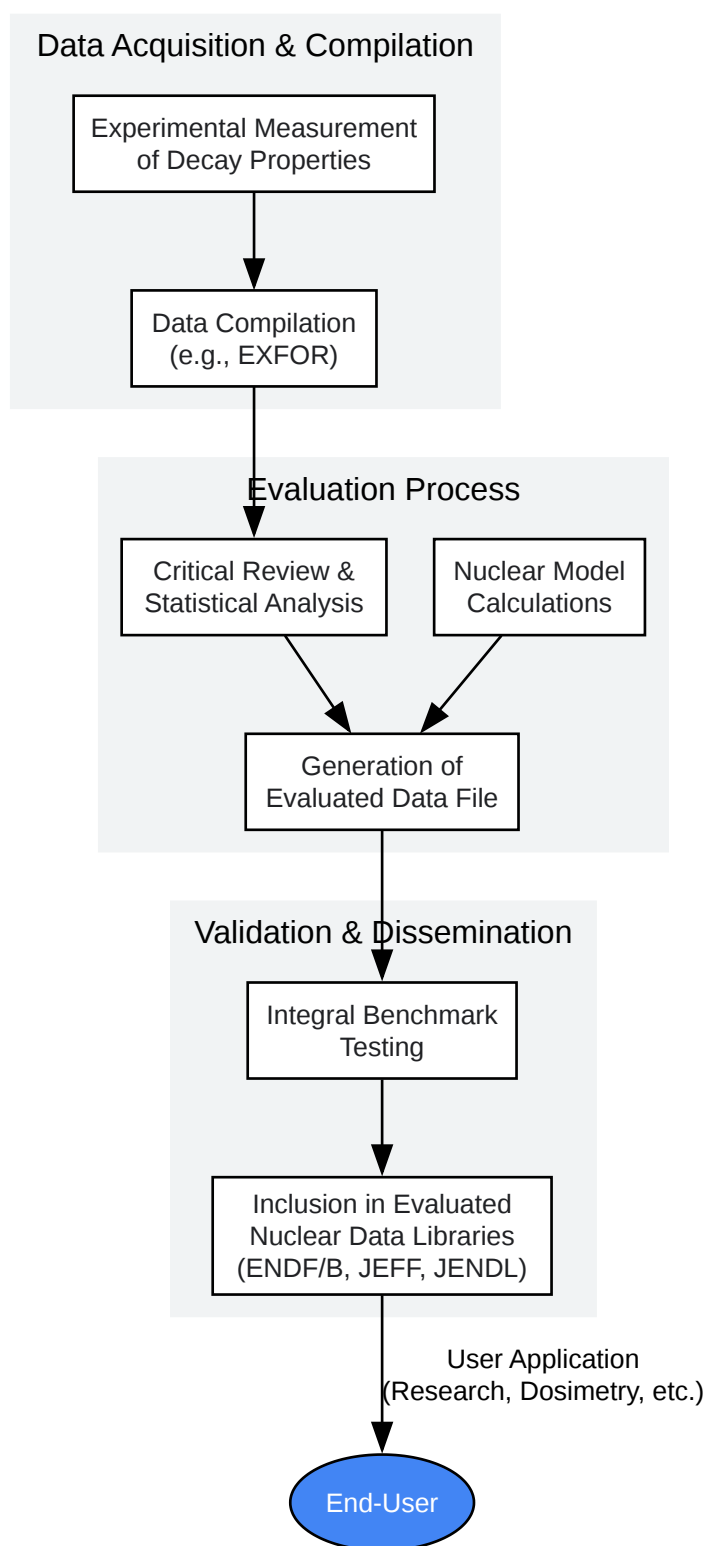 Data Acquisition & Compilation
Experimental Measurement
of Decay Properties
Data Compilation
(e.g., EXFOR)
Evaluation Process
Critical Review &
Statistical Analysis
Nuclear Model
Calculations
Generation of
Evaluated Data File
Validation & Dissemination
Integral Benchmark
Testing
Inclusion in Evaluated
Nuclear Data Libraries
(ENDF/B, JEFF, JENDL)
User Application
(Research, Dosimetry, etc.)
End-User